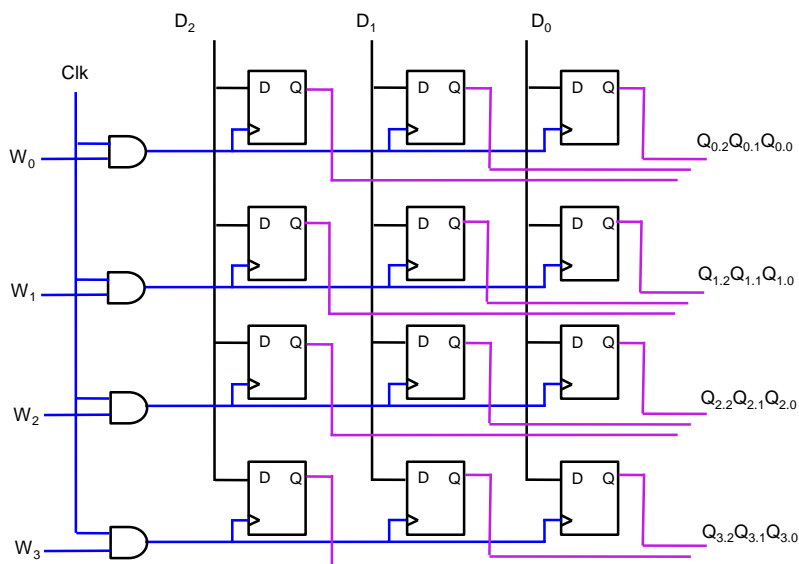 D₂ D₁ D₀
Clk
D Q D Q D Q
W₀ Q₀.₂Q₀.₁Q₀.₀
D Q D Q D Q
W₁ Q₁.₂Q₁.₁Q₁.₀
D Q D Q D Q
W₂ Q₂.₂Q₂.₁Q₂.₀
D Q D Q D Q
W₃ Q₃.₂Q₃.₁Q₃.₀